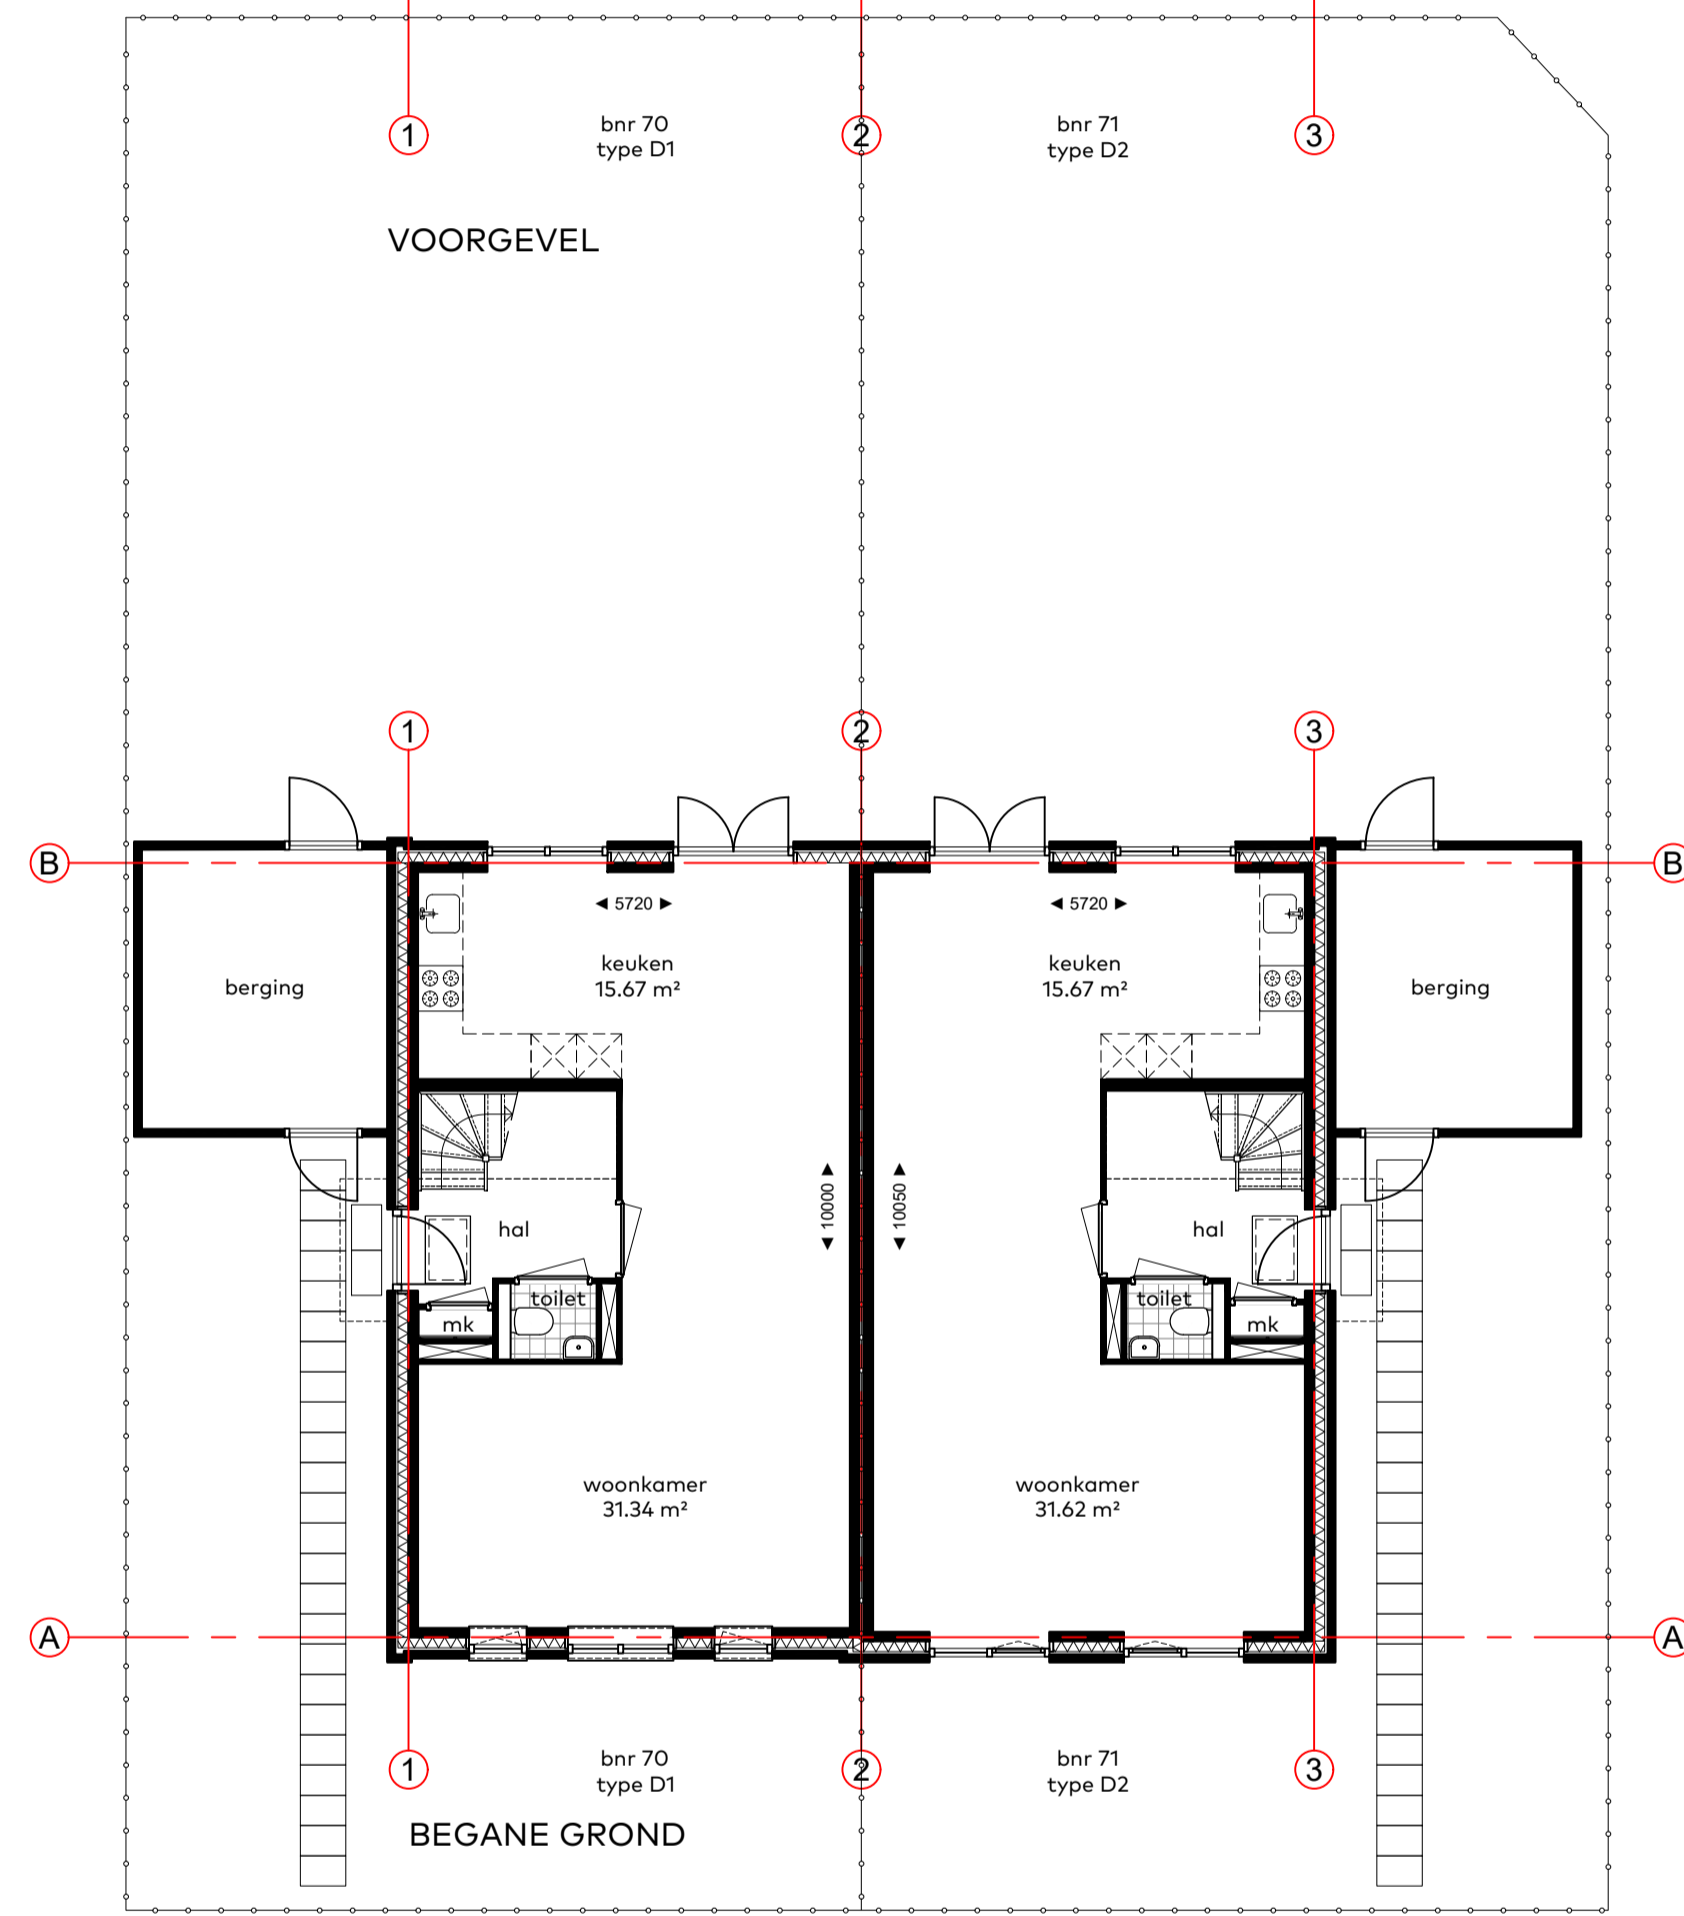 1
2
3
bnr 70
type D1
bnr 71
type D2
VOORGEVEL
1
2
3
B
B
5720
5720
keuken
15.67 m²
keuken
15.67 m²
berging
berging
10000
10050
hal
hal
toilet
toilet
mk
mk
woonkamer
31.34 m²
woonkamer
31.62 m²
A
A
1
2
3
bnr 70
type D1
bnr 71
type D2
BEGANE GROND